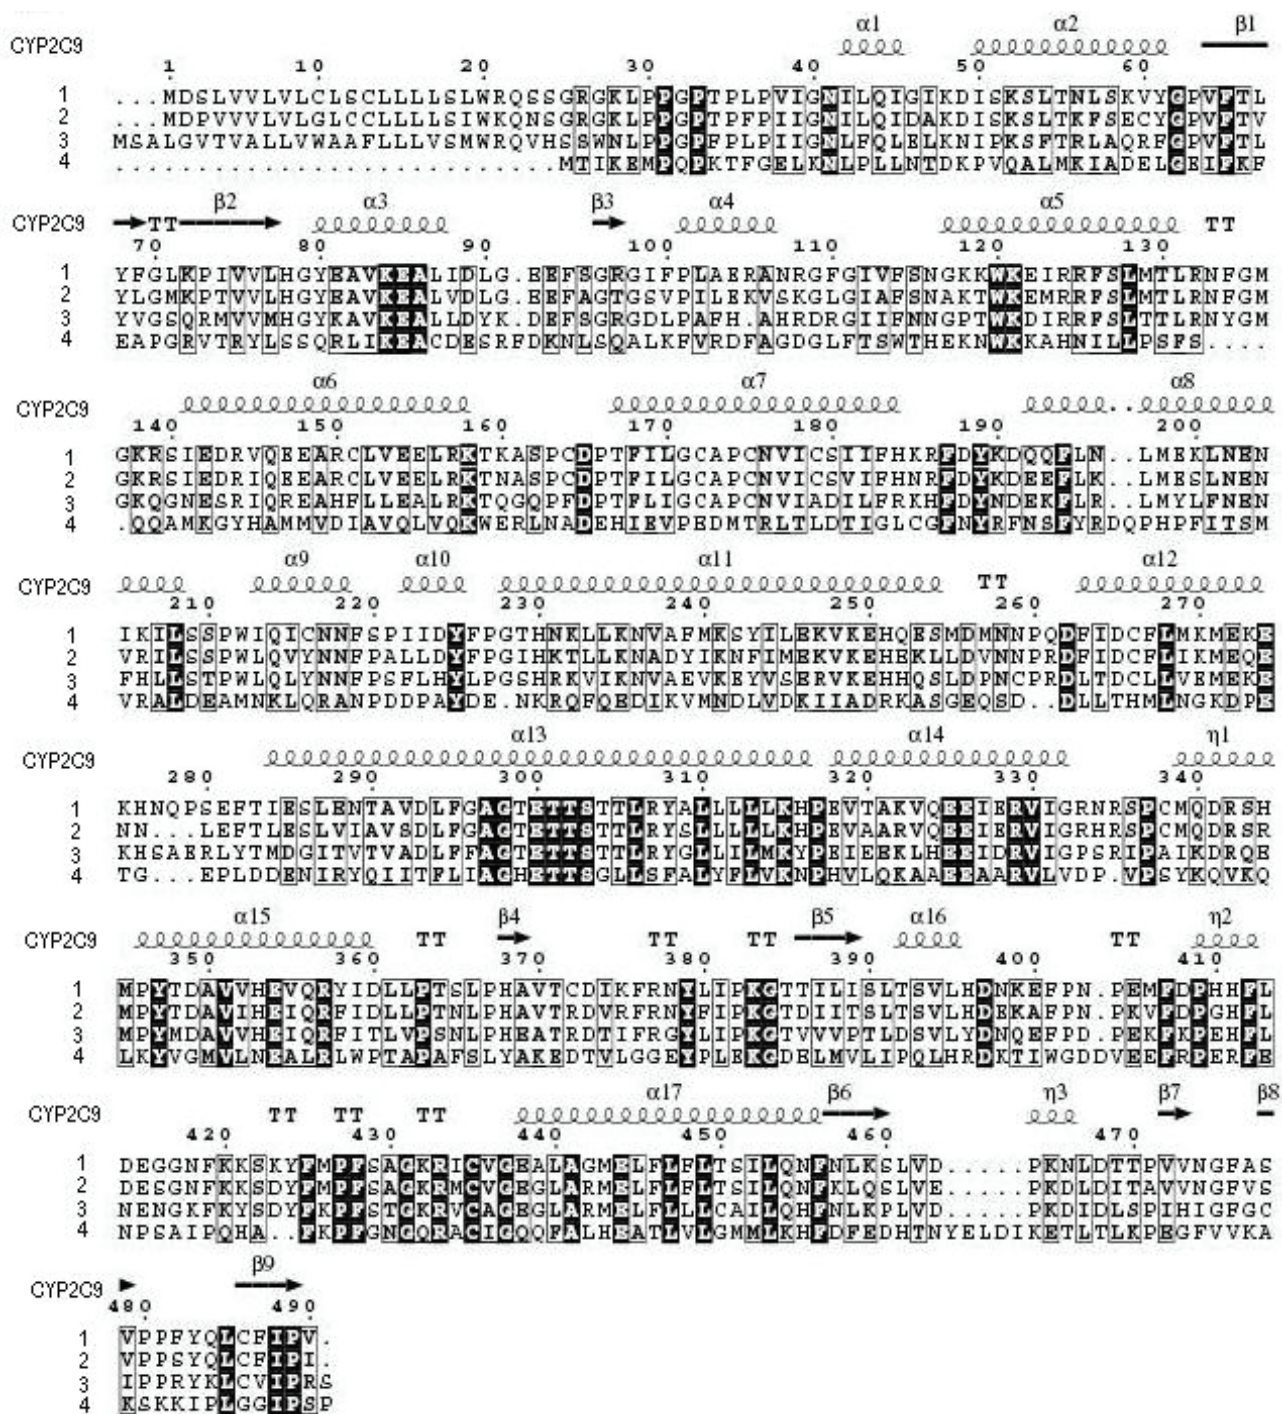 α1 α2 β1
CYP2C9
1 10 20 30 40 50 60
1 ...MDSLVVLVLCLSCLLLLSLWRQSSGRGKLPPGPTPLPVIGNILQIGIKDISKSLTNLSKVYGPVFTL
2 ...MDPVVVLVLGLCCLLLLSIWKQNSGRGKLPPGPTPFPIIGNILQIDAKDISKSLTKFSECYGPVFTV
3 MSALGVTVALLVWAAFLLLVSMWRQVHSSWNLPPGPFPLPIIGNLFQLELKNIPKSFTRLAQRFGPVFTL
4 ...........................MTIKEMPQPKTFGELKNLPLLNTDKPVQALMKIADELGEIFKF
β2 α3 β3 α4 α5
CYP2C9 TT TT
70 80 90 100 110 120 130
1 YFGLKPIVVLHGYEAVKEALIDLG.EEFSGRGIFPLAERANRGFGIVFSNGKKWKEIRRFSLMTLRNFGM
2 YLGMKPTVVLHGYEAVKEALVDLG.EEFAGTGSVPILEKVSKGLGIAFSNAKTWKEMRRFSLMTLRNFGM
3 YVGSQRMVVMHGYKAVKEALLDYK.DEFSGRGDLPAFH.AHRDRGIIFNNGPTWKDIRRFSLTTLRNYGM
4 EAPGRVTRYLSSQRLIKEACDESRFDKNLSQALKFVRDFAGDGLFTSWTHEKNWKKAHNILLPSFS....
α6 α7 α8
CYP2C9
140 150 160 170 180 190 200
1 GKRSIEDRVQEEARCLVEELRKTKASPCDPTFILGCAPCNVICSIIFHKRFDYKDQQFLN..LMEKLNEN
2 GKRSIEDRIQEEARCLVEELRKTNASPCDPTFILGCAPCNVICSVIFHNRFDYKDEEFLK..LMESLNEN
3 GKQGNESRIQREAHFLLEALRKTQGQPFDPTFLIGCAPCNVIADILFRKHFDYNDEKFLR..LMYLFNEN
4 .QQAMKGYHAMMVDIAVQLVQKWERLNADEHIEVPEDMTRLTLDTIGLCGFNYRFNSFYRDQPHPFITSM
α9 α10 α11 α12
CYP2C9 TT
210 220 230 240 250 260 270
1 IKILSSPWIQICNNFSPIIDYFPGTHNKLLKNVAFMKSYILEKVKEHQESMDMNNPQDFIDCFLMKMEKE
2 VRILSSPWLQVYNNFPALLDYFPGIHKTLLKNADYIKNFIMEKVKEHEKLLDVNNPRDFIDCFLIKMEQE
3 FHLLSTPWLQLYNNFPSFLHYLPGSHRKVIKNVAEVKEYVSERVKEHHQSLDPNCPRDLTDCLLVEMEKE
4 VRALDEAMNKLQRANPDDPAYDE.NKRQFQEDIKVMNDLVDKIIADRKASGEQSD..DLLTHMLNGKDPE
α13 α14 η1
CYP2C9
280 290 300 310 320 330 340
1 KHNQPSEFTIESLENTAVDLFGAGTETTSTTLRYALLLLLKHPEVTAKVQEEIERVIGRNRSPCMQDRSH
2 NN...LEFTLESLVIAVSDLFGAGTETTSTTLRYSLLLLLKHPEVAARVQEEIERVIGRHRSPCMQDRSR
3 KHSAERLYTMDGITVTVADLFFAGTETTSTTLRYGLLILMKYPEIEEKLHEEIDRVIGPSRIPAIKDRQE
4 TG...EPLDDENIRYQIITFLIAGHETTSGLLSFALYFLVKNPHVLQKAAEEAARVLVDP.VPSYKQVKQ
α15 β4 β5 α16 η2
CYP2C9 TT TT TT TT
350 360 370 380 390 400 410
1 MPYTDAVVHEVQRYIDLLPTSLPHAVTCDIKFRNYLIPKGTTILISLTSVLHDNKEFPN.PEMFDPHHFL
2 MPYTDAVIHEIQRFIDLLPTNLPHAVTRDVRFRNYFIPKGTDIITSLTSVLHDEKAFPN.PKVFDPGHFL
3 MPYMDAVVHEIQRFITLVPSNLPHEATRDTIFRGYLIPKGTVVVPTLDSVLYDNQEFPD.PEKFKPEHFL
4 LKYVGMVLNEALRLWPTAPAFSLYAKEDTVLGGEYPLEKGDELMVLIPQLHRDKTIWGDDVEEFRPERFE
α17 β6 η3 β7 β8
CYP2C9 TT TT TT
420 430 440 450 460 470
1 DEGGNFKKSKYFMPFSAGKRICVGEALAGMELFLFLTSILQNFNLKSLVD.....PKNLDTTPVVNGFAS
2 DESGNFKKSDYFMPFSAGKRMCVGEGLARMELFLFLTSILQNFKLQSLVE.....PKDLDITAVVNGFVS
3 NENGKFKYSDYFKPFSTGKRVCAGEGLARMELFLLLCAILQHFNLKPLVD.....PKDIDLSPIHIGFGC
4 NPSAIPQHA..FKPFGNGQRACIGQQFALHEATLVLGMMLKHFDFEDHTNYELDIKETLTLKPEGFVVKA
β9
CYP2C9
480 490
1 VPPFYQLCFIPV.
2 VPPSYQLCFIPI.
3 IPPRYKLCVIPRS
4 KSKKIPLGGIPSP